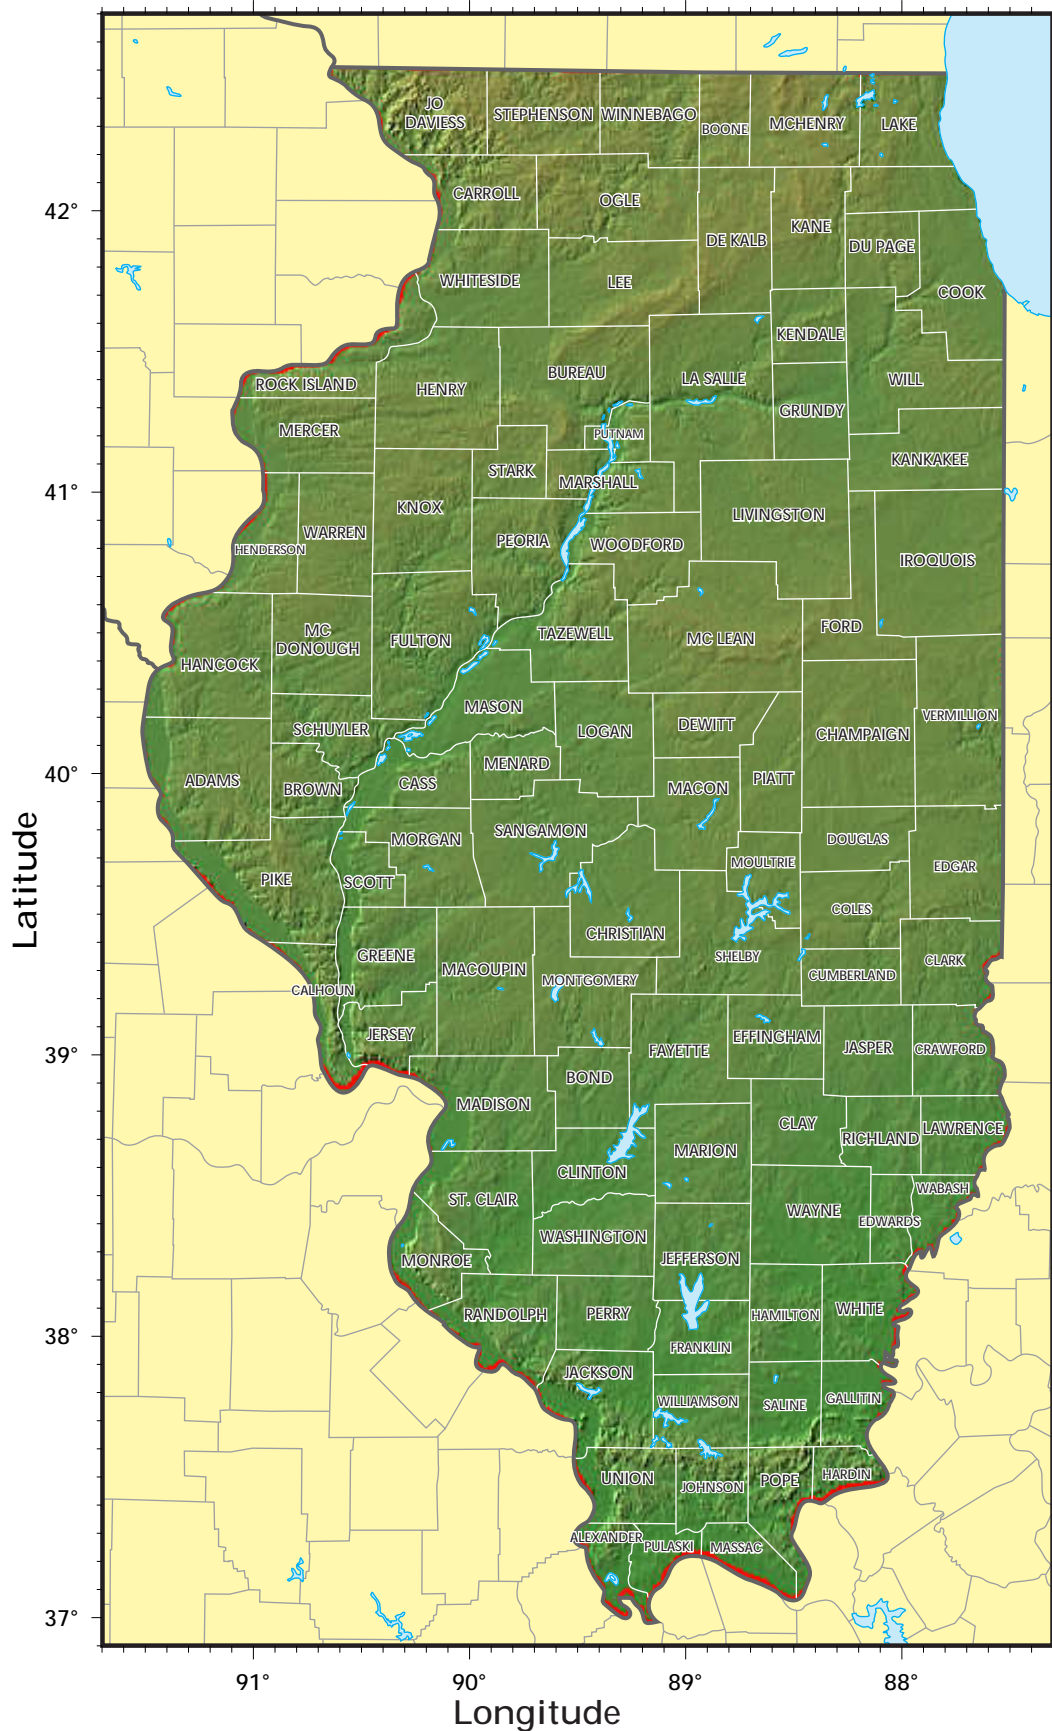 JO
DAVIESS
STEPHENSON
WINNEBAGO
BOONE
MCHENRY
LAKE
CARROLL
OGLE
42°
KANE
DE KALB
DU PAGE
WHITESIDE
LEE
COOK
KENDALE
BUREAU
LA SALLE
WILL
ROCK ISLAND
HENRY
GRUNDY
MERCER
PUTNAM
KANKAKEE
STARK
MARSHALL
41°
KNOX
LIVINGSTON
WARREN
PEORIA
WOODFORD
HENDERSON
IROQUOIS
MC
DONOUGH
FULTON
TAZEWELL
MC LEAN
FORD
HANCOCK
MASON
SCHUYLER
LOGAN
DEWITT
VERMILLION
CHAMPAIGN
MENARD
40°
ADAMS
BROWN
CASS
MACON
PIATT
SANGAMON
MORGAN
DOUGLAS
MOULTRIE
EDGAR
PIKE
SCOTT
Latitude
COLES
CHRISTIAN
GREENE
SHELBY
CLARK
MACOUPIN
MONTGOMERY
CUMBERLAND
CALHOUN
JERSEY
39°
FAYETTE
EFFINGHAM
JASPER
CRAWFORD
BOND
MADISON
CLAY
RICHLAND
LAWRENCE
MARION
CLINTON
ST. CLAIR
WABASH
WAYNE
EDWARDS
WASHINGTON
MONROE
JEFFERSON
RANDOLPH
PERRY
HAMILTON
WHITE
38°
FRANKLIN
JACKSON
WILLIAMSON
SALINE
GALLITIN
UNION
JOHNSON
POPE
HARDIN
ALEXANDER
PULASKI
MASSAC
37°
91°
90°
89°
88°
Longitude